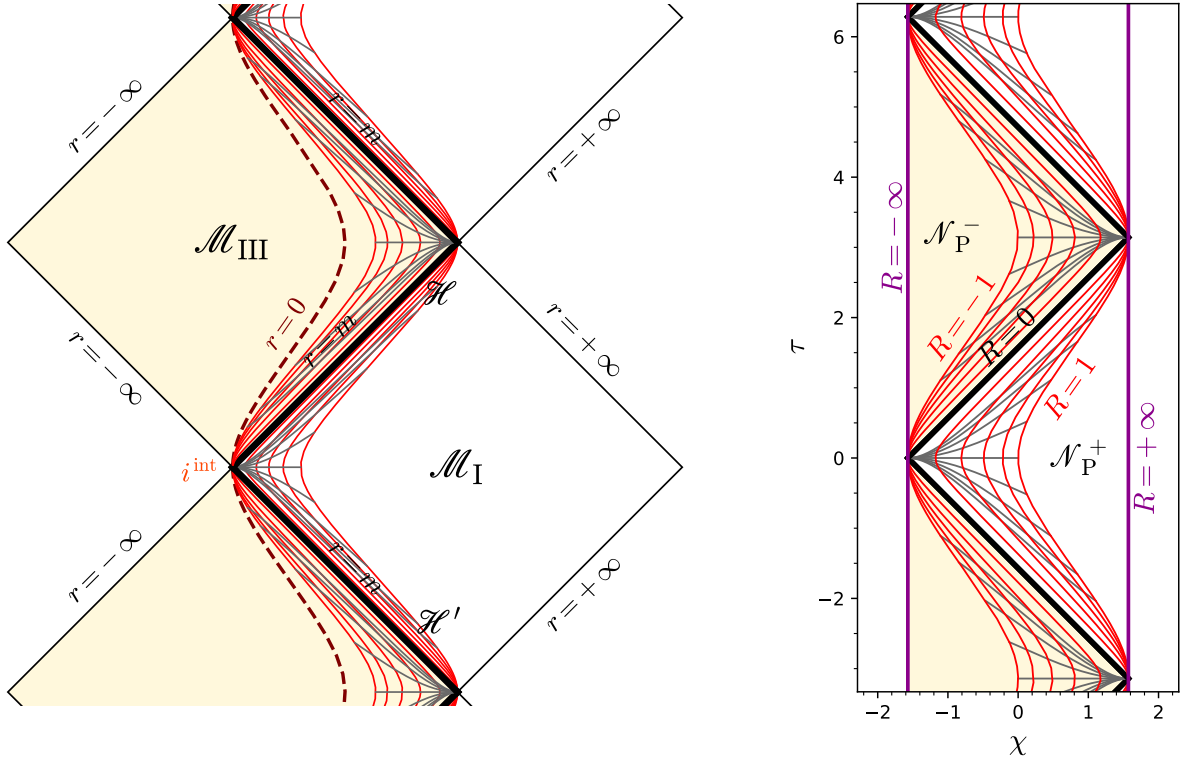 r = −∞
r = m
r = +∞
ℳ_III
r = 0
ℋ
r = m
r = −∞
r = +∞
i^int
ℳ_I
r = −∞
r = m
r = +∞
ℋ′
6
4
2
0
−2
τ
R = −∞
𝒩_P^−
R = −1
R = 0
R = 1
𝒩_P^+
R = +∞
−2
−1
0
1
2
χ